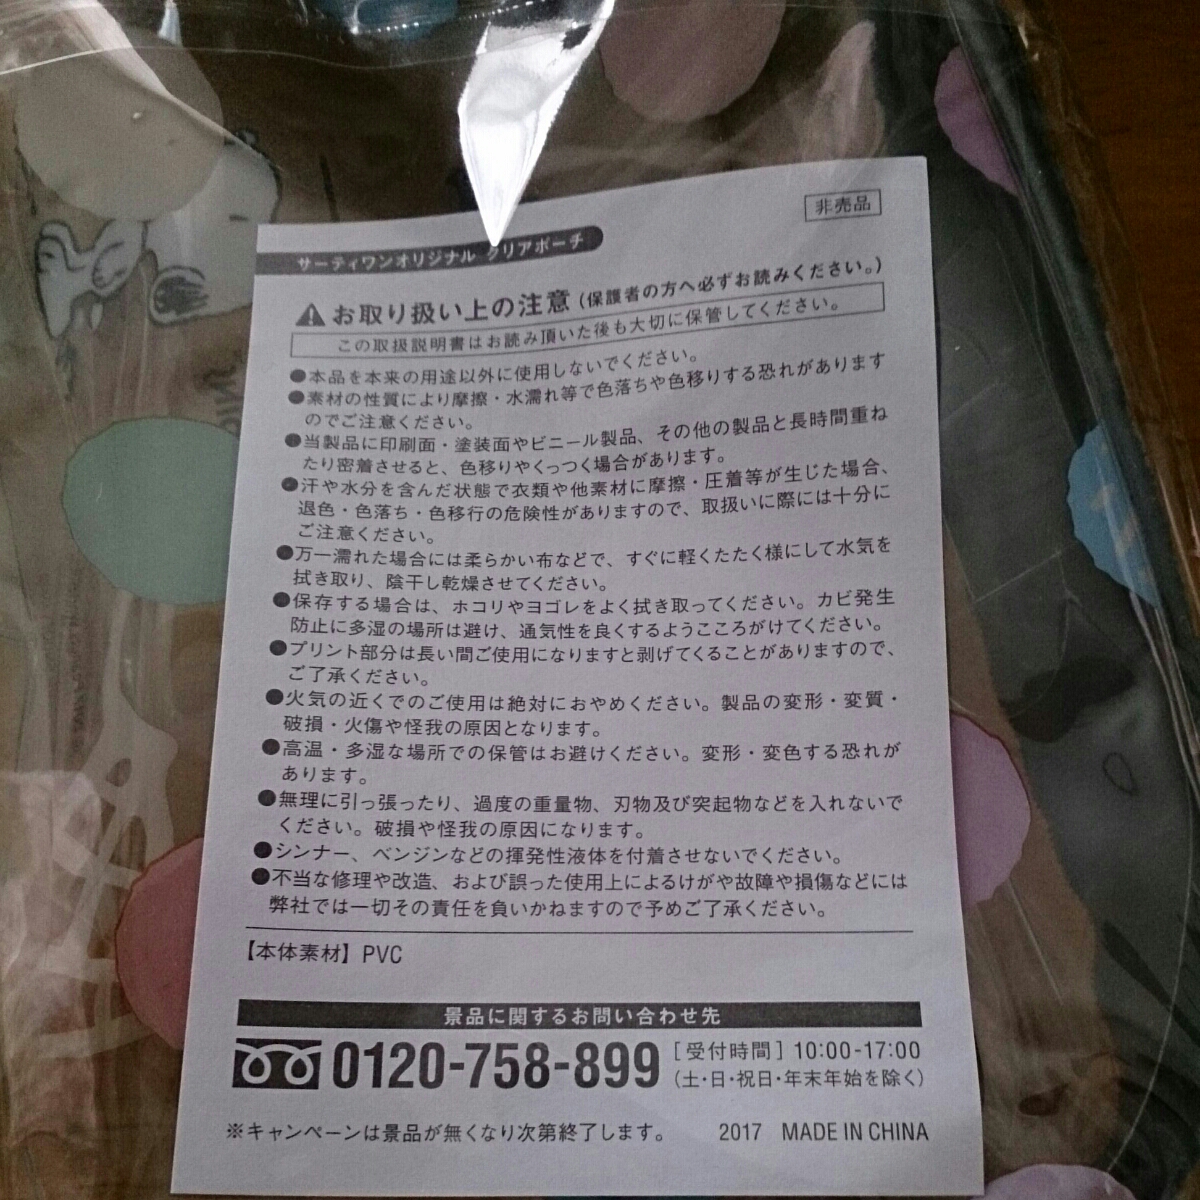 非売品
サーティワンオリジナル クリアポーチ
お取り扱い上の注意 (保護者の方へ必ずお読みください。)
この取扱説明書はお読み頂いた後も大切に保管してください。
●本品を本来の用途以外に使用しないでください。
●素材の性質により摩擦・水濡れ等で色落ちや色移りする恐れがあります
のでご注意ください。
●当製品に印刷面・塗装面やビニール製品、その他の製品と長時間重ね
たり密着させると、色移りやくっつく場合があります。
●汗や水分を含んだ状態で衣類や他素材に摩擦・圧着等が生じた場合、
退色・色落ち・色移行の危険性がありますので、取扱いに際には十分に
ご注意ください。
●万一濡れた場合には柔らかい布などで、すぐに軽くたたく様にして水気を
拭き取り、陰干し乾燥させてください。
●保存する場合は、ホコリやヨゴレをよく拭き取ってください。カビ発生
防止に多湿の場所は避け、通気性を良くするようこころがけてください。
●プリント部分は長い間ご使用になりますと剥げてくることがありますので、
ご了承ください。
●火気の近くでのご使用は絶対におやめください。製品の変形・変質・
破損・火傷や怪我の原因となります。
●高温・多湿な場所での保管はお避けください。変形・変色する恐れが
あります。
●無理に引っ張ったり、過度の重量物、刃物及び突起物などを入れないで
ください。破損や怪我の原因になります。
●シンナー、ベンジンなどの揮発性液体を付着させないでください。
●不当な修理や改造、および誤った使用上によるけがや故障や損傷などには
弊社では一切その責任を負いかねますので予めご了承ください。
【本体素材】PVC
景品に関するお問い合わせ先
0120-758-899 [受付時間] 10:00-17:00
(土・日・祝日・年末年始を除く)
※キャンペーンは景品が無くなり次第終了します。 2017 MADE IN CHINA